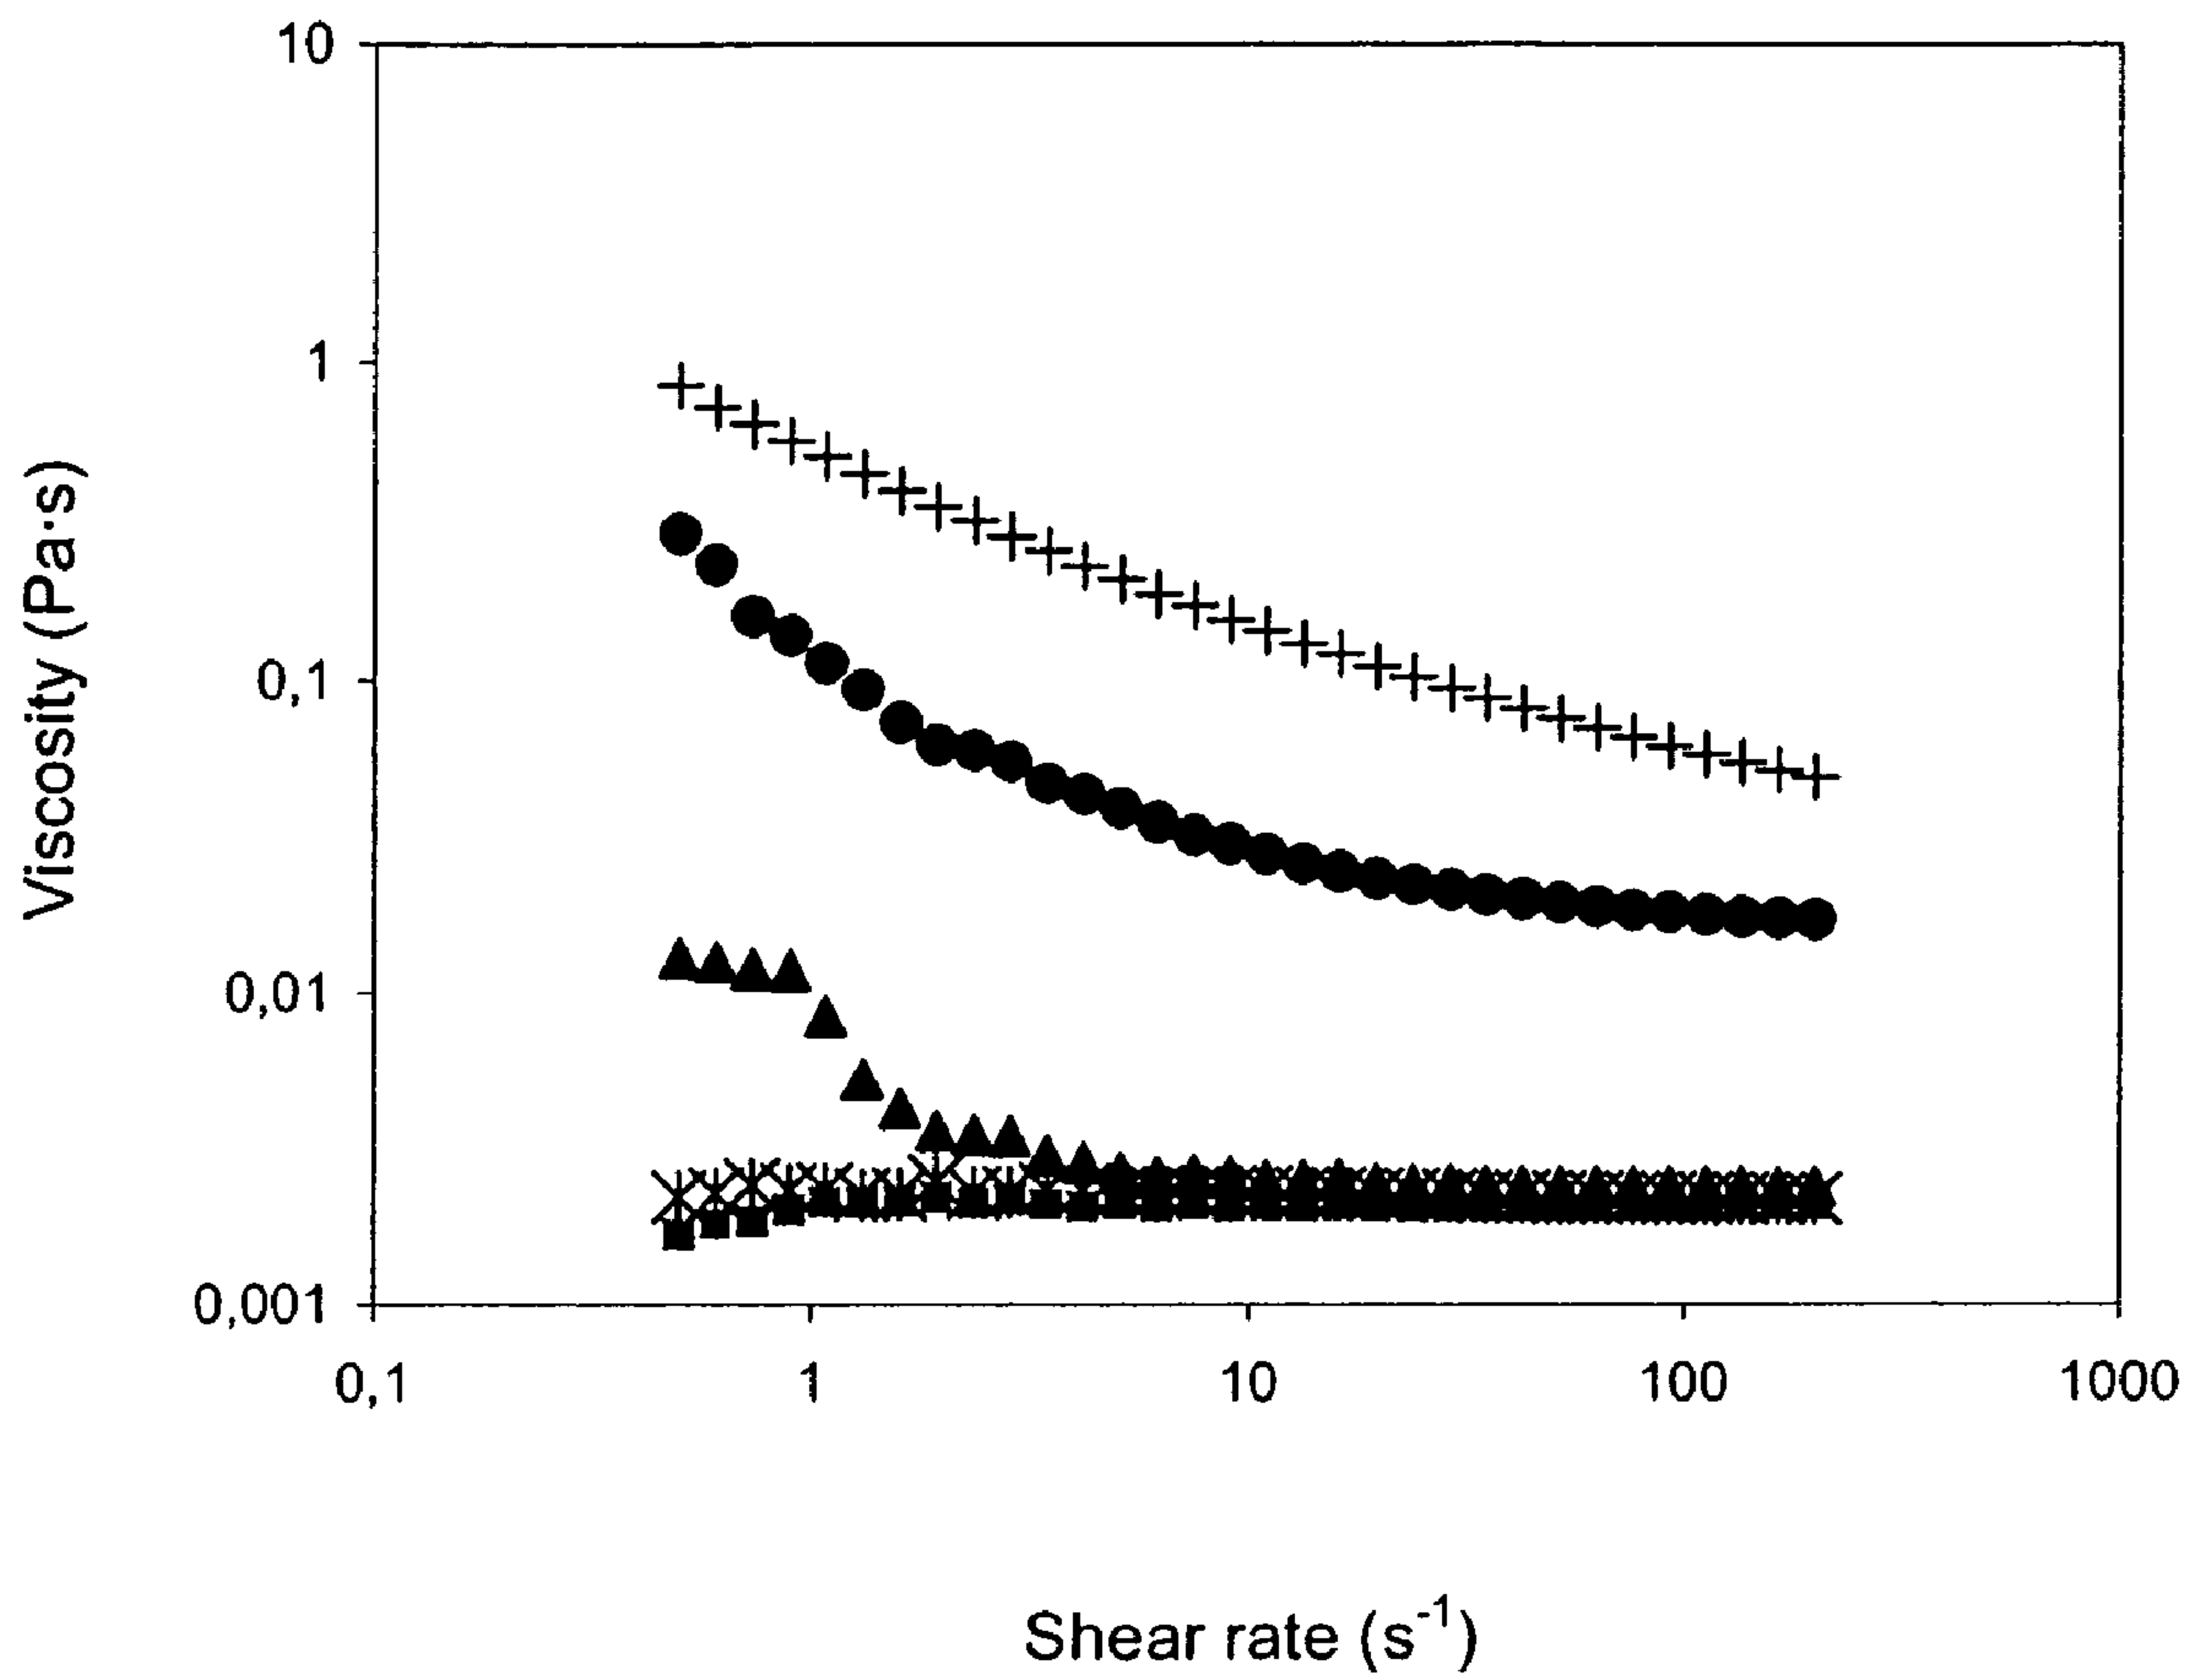 10
1
0,1
0,01
0,001
Viscosity (Pa·s)
0,1 1 10 100 1000
Shear rate (s⁻¹)